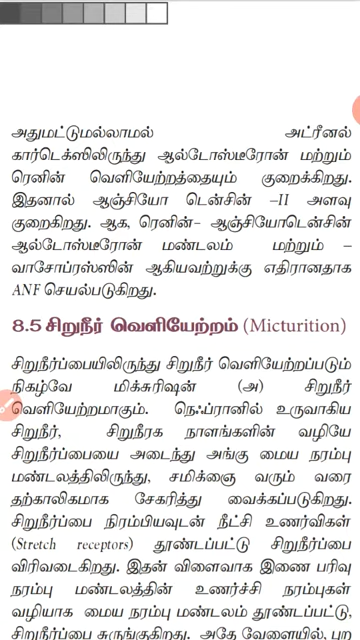 அதுமட்டுமல்லாமல் அட்ரீனல்
கார்டெக்ஸிலிருந்து ஆல்டோஸ்டீரோன் மற்றும்
ரெனின் வெளியேற்றத்தையும் குறைக்கிறது.
இதனால் ஆஞ்சியோ டென்சின் –II அளவு
குறைகிறது. ஆக, ரெனின்– ஆஞ்சியோடென்சின்
ஆல்டோஸ்டீரோன் மண்டலம் மற்றும் –
வாசோப்ரஸ்ஸின் ஆகியவற்றுக்கு எதிரானதாக
ANF செயல்படுகிறது.
8.5 சிறுநீர் வெளியேற்றம் (Micturition)
சிறுநீர்ப்பையிலிருந்து சிறுநீர் வெளியேற்றப்படும்
நிகழ்வே மிக்சுரிஷன் (அ) சிறுநீர்
வெளியேற்றமாகும். நெஃப்ரானில் உருவாகிய
சிறுநீர், சிறுநீரக நாளங்களின் வழியே
சிறுநீர்ப்பையை அடைந்து அங்கு மைய நரம்பு
மண்டலத்திலிருந்து, சமிக்ஞை வரும் வரை
தற்காலிகமாக சேகரித்து வைக்கப்படுகிறது.
சிறுநீர்ப்பை நிரம்பியவுடன் நீட்சி உணர்விகள்
(Stretch receptors) தூண்டப்பட்டு சிறுநீர்ப்பை
விரிவடைகிறது. இதன் விளைவாக இணை பரிவு
நரம்பு மண்டலத்தின் உணர்ச்சி நரம்புகள்
வழியாக மைய நரம்பு மண்டலம் தூண்டப்பட்டு,
சிறுநீர்ப்பை சுருங்குகிறது. அதே வேளையில், புற